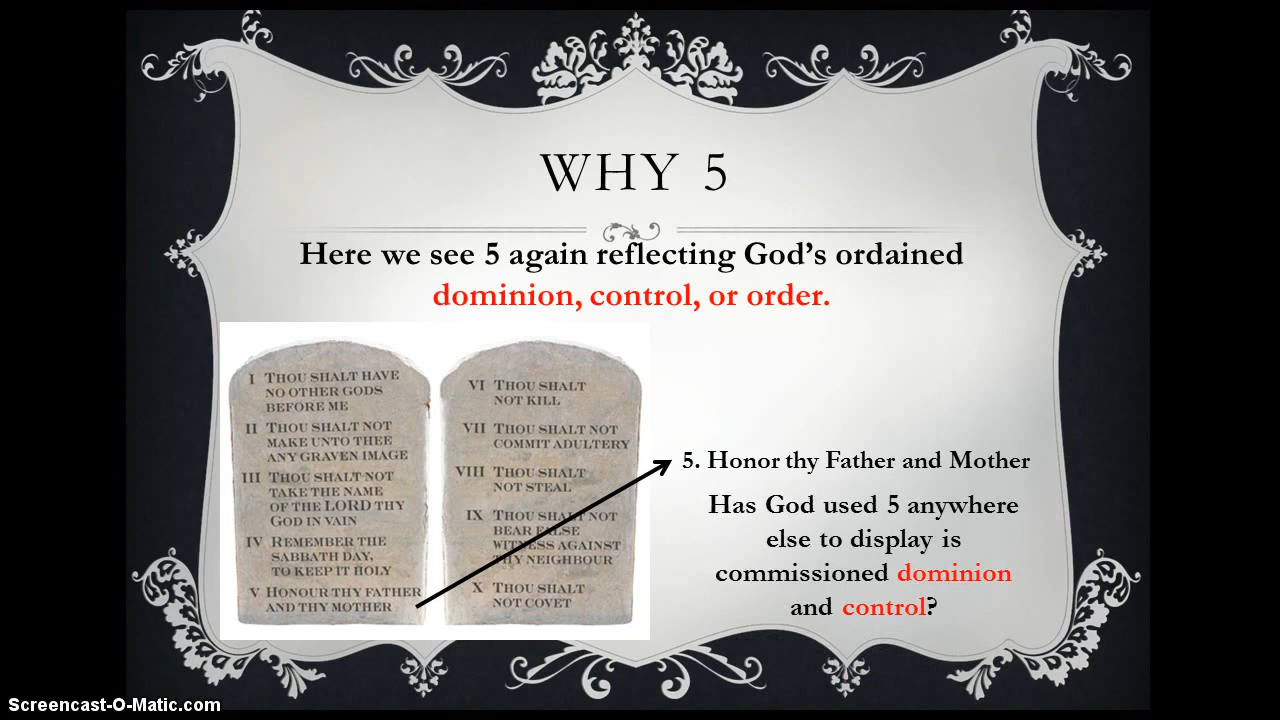 WHY 5
Here we see 5 again reflecting God's ordained
dominion, control, or order.
I THOU SHALT HAVE
NO OTHER GODS
BEFORE ME
II THOU SHALT NOT
MAKE UNTO THEE
ANY GRAVEN IMAGE
III THOU SHALT NOT
TAKE THE NAME
OF THE LORD THY
GOD IN VAIN
IV REMEMBER THE
SABBATH DAY,
TO KEEP IT HOLY
V HONOUR THY FATHER
AND THY MOTHER
VI THOU SHALT
NOT KILL
VII THOU SHALT NOT
COMMIT ADULTERY
VIII THOU SHALT
NOT STEAL
IX THOU SHALT NOT
BEAR FALSE
WITNESS AGAINST
THY NEIGHBOUR
X THOU SHALT
NOT COVET
5. Honor thy Father and Mother
Has God used 5 anywhere
else to display is
commissioned dominion
and control?
Screencast-O-Matic.com